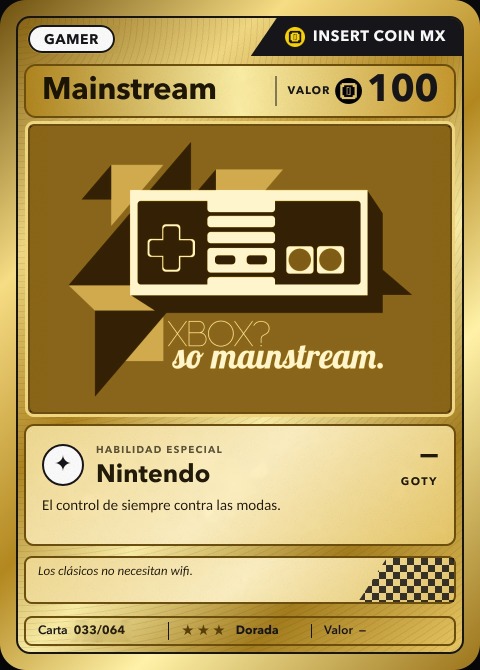 GAMER
INSERT COIN MX
Mainstream
VALOR 100
XBOX?
so mainstream.
HABILIDAD ESPECIAL
Nintendo
—
GOTY
El control de siempre contra las modas.
Los clásicos no necesitan wifi.
Carta 033/064 ★ ★ ★ Dorada Valor –